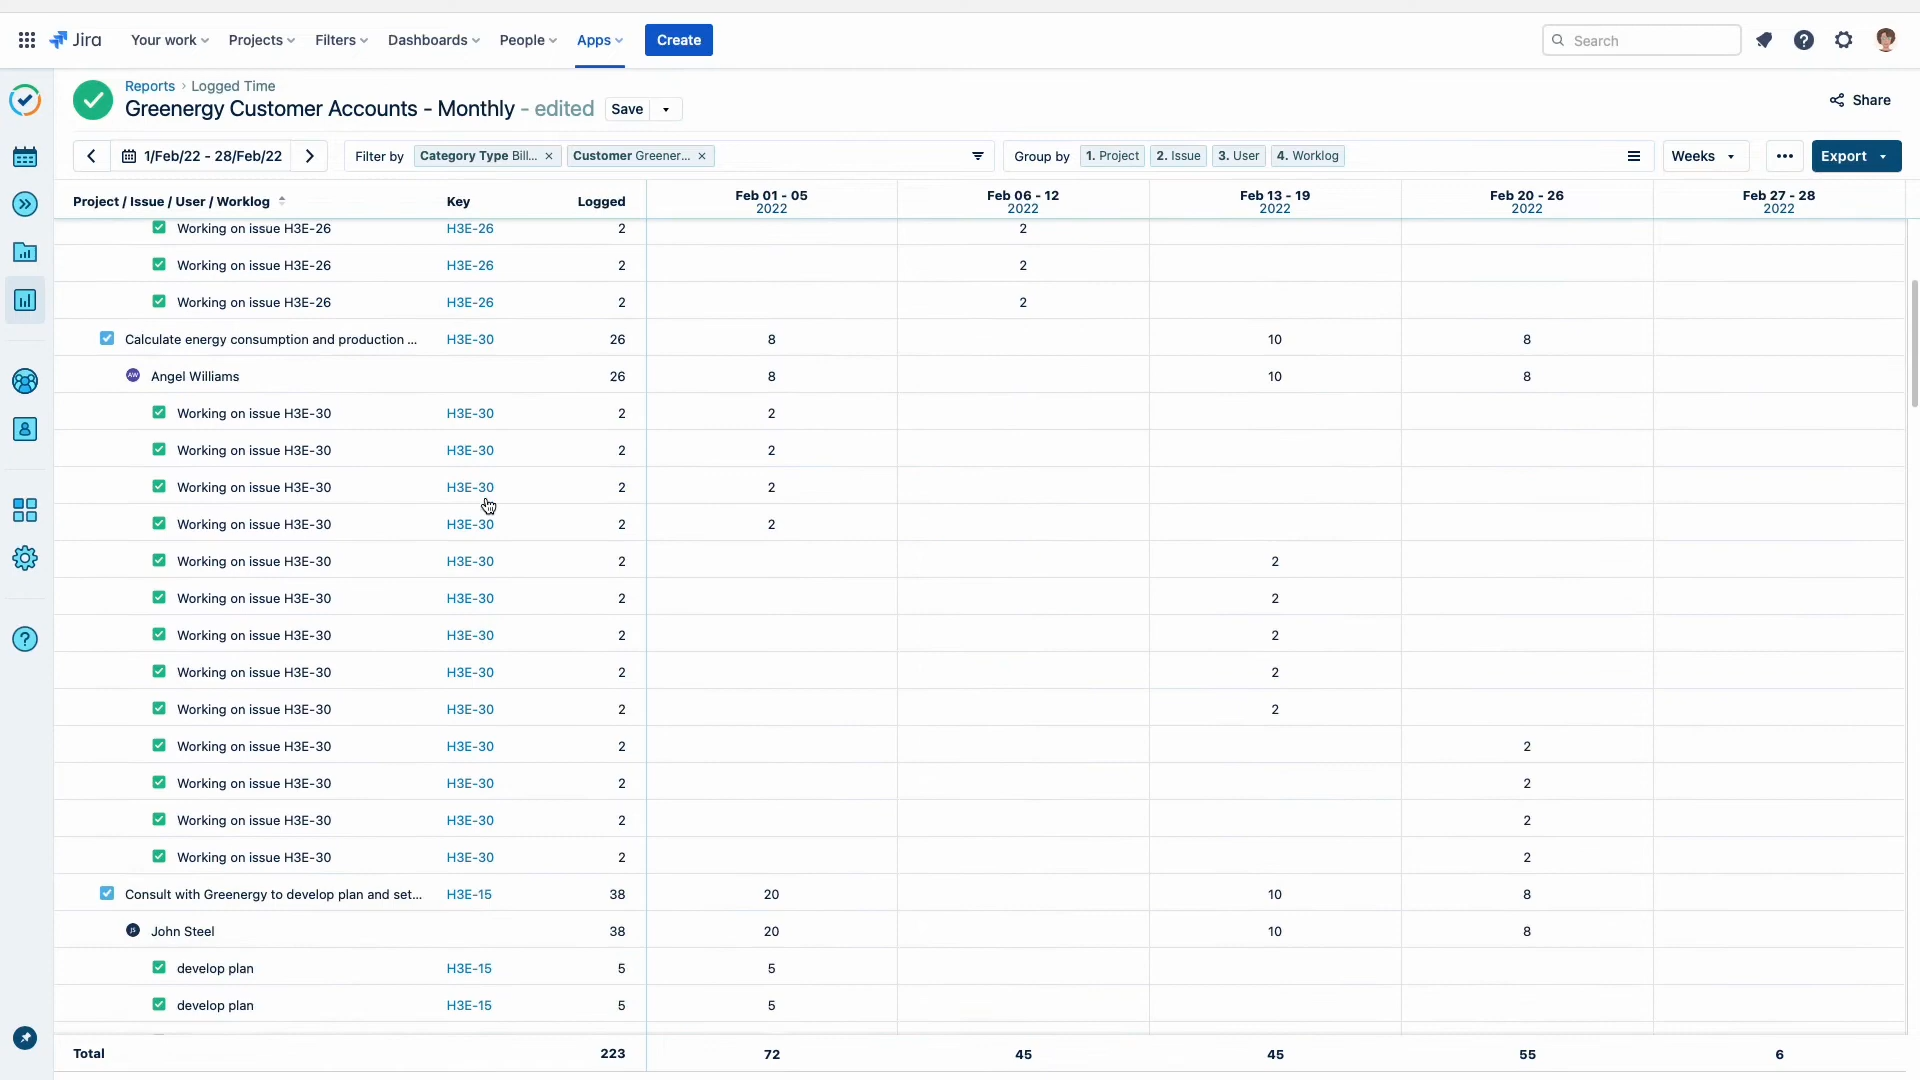 Jira Your work Projects Filters Dashboards People Apps Create Search
Reports › Logged Time
Greenergy Customer Accounts - Monthly - edited Save Share
1/Feb/22 - 28/Feb/22 Filter by Category Type Bill... × Customer Greener... × Group by 1. Project 2. Issue 3. User 4. Worklog Weeks Export
Project / Issue / User / Worklog Key Logged Feb 01 - 05 Feb 06 - 12 Feb 13 - 19 Feb 20 - 26 Feb 27 - 28
2022 2022 2022 2022 2022
Working on issue H3E-26 H3E-26 2 2
Working on issue H3E-26 H3E-26 2 2
Working on issue H3E-26 H3E-26 2 2
Calculate energy consumption and production ... H3E-30 26 8 10 8
AW Angel Williams 26 8 10 8
Working on issue H3E-30 H3E-30 2 2
Working on issue H3E-30 H3E-30 2 2
Working on issue H3E-30 H3E-30 2 2
Working on issue H3E-30 H3E-30 2 2
Working on issue H3E-30 H3E-30 2 2
Working on issue H3E-30 H3E-30 2 2
Working on issue H3E-30 H3E-30 2 2
Working on issue H3E-30 H3E-30 2 2
Working on issue H3E-30 H3E-30 2 2
Working on issue H3E-30 H3E-30 2 2
Working on issue H3E-30 H3E-30 2 2
Working on issue H3E-30 H3E-30 2 2
Working on issue H3E-30 H3E-30 2 2
Consult with Greenergy to develop plan and set... H3E-15 38 20 10 8
JS John Steel 38 20 10 8
develop plan H3E-15 5 5
develop plan H3E-15 5 5
Total 223 72 45 45 55 6